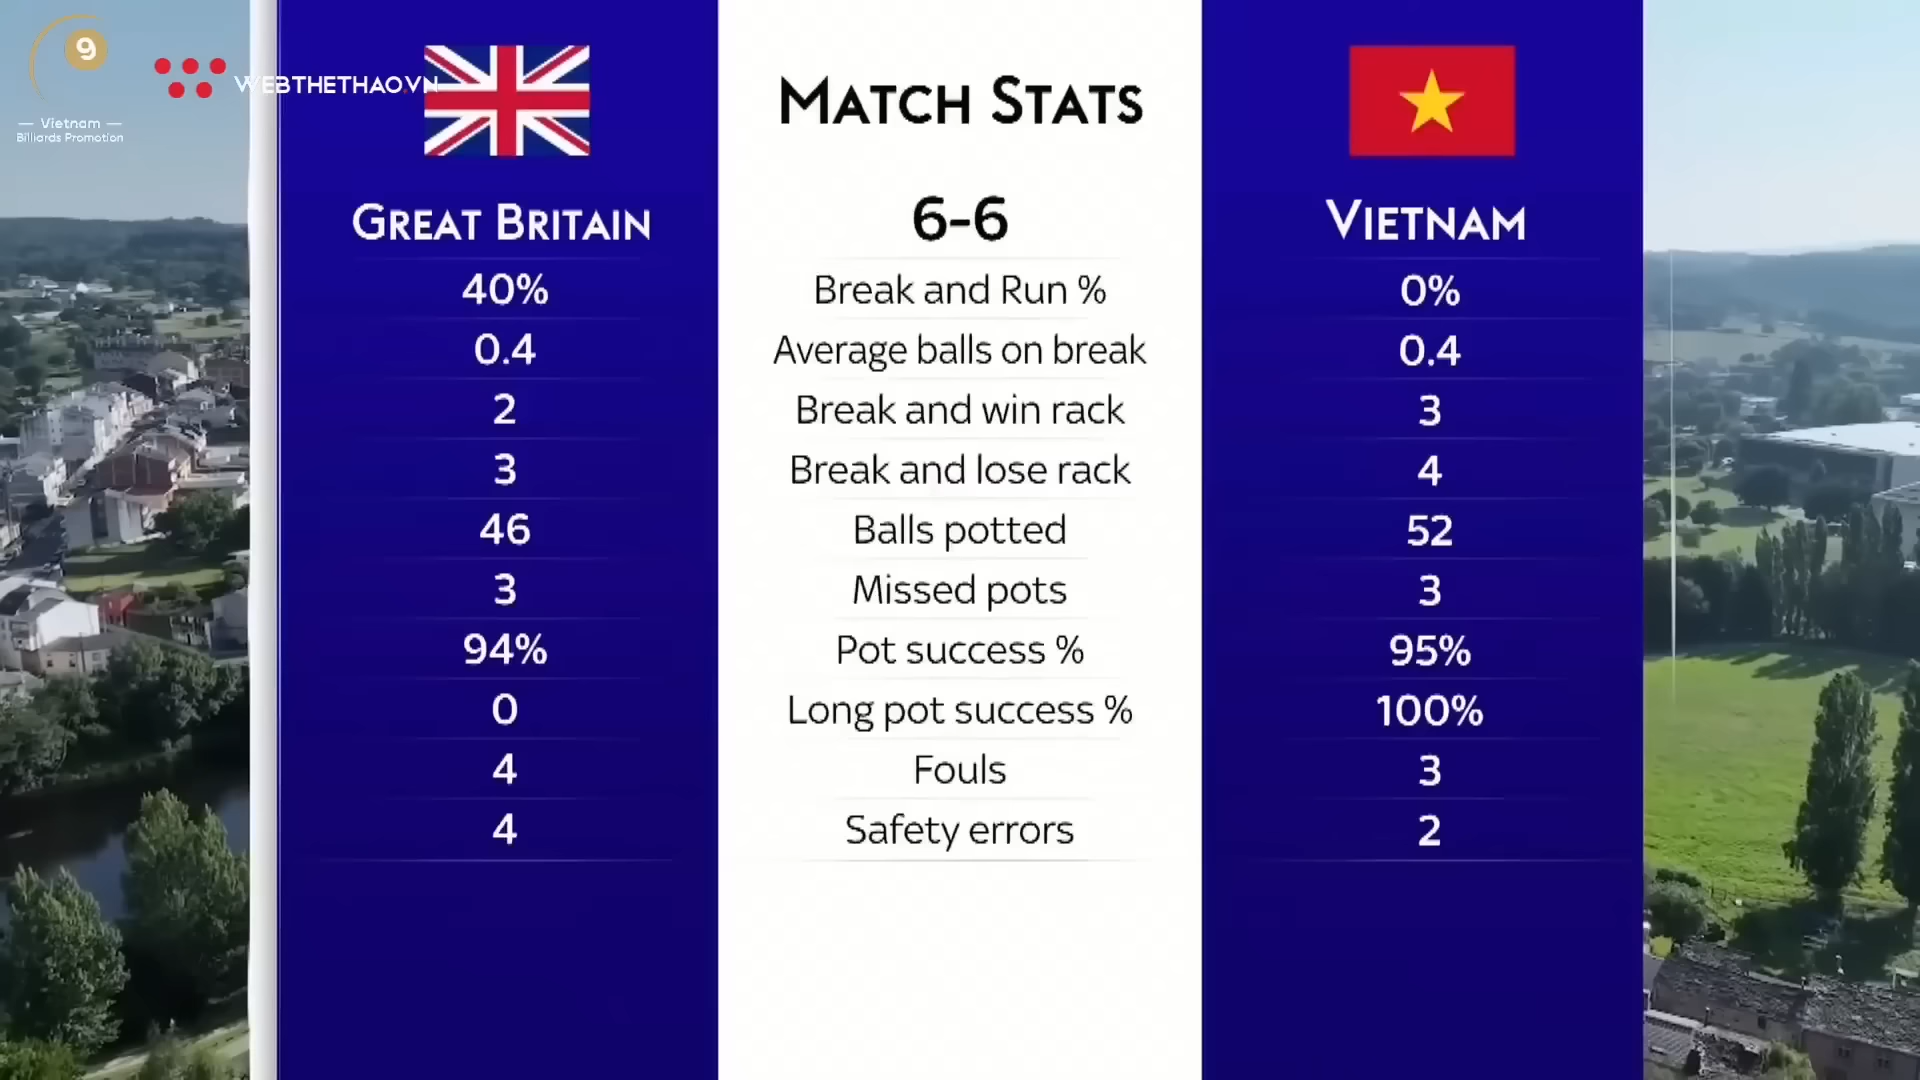 9
WEBTHETHAO.VN
— Vietnam —
Billiards Promotion
MATCH STATS
GREAT BRITAIN 6-6 VIETNAM
40% Break and Run % 0%
0.4 Average balls on break 0.4
2 Break and win rack 3
3 Break and lose rack 4
46 Balls potted 52
3 Missed pots 3
94% Pot success % 95%
0 Long pot success % 100%
4 Fouls 3
4 Safety errors 2